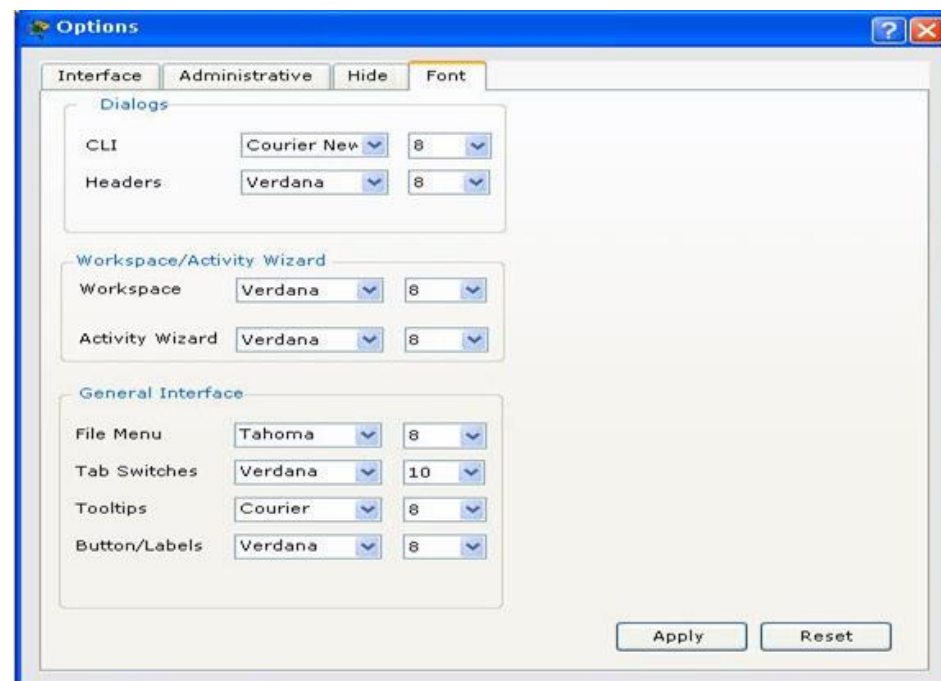 Options
Interface Administrative Hide Font
Dialogs
CLI Courier New 8
Headers Verdana 8
Workspace/Activity Wizard
Workspace Verdana 8
Activity Wizard Verdana 8
General Interface
File Menu Tahoma 8
Tab Switches Verdana 10
Tooltips Courier 8
Button/Labels Verdana 8
Apply Reset